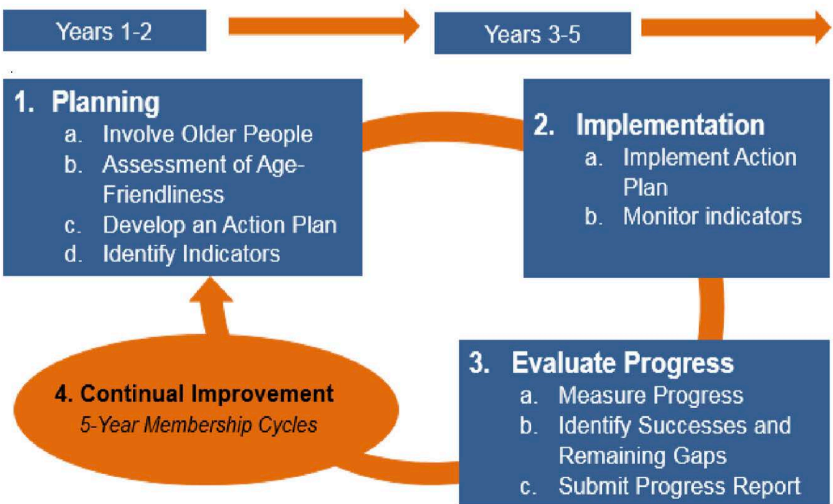 Years 1-2
Years 3-5
1. Planning
a. Involve Older People
b. Assessment of Age-
Friendliness
c. Develop an Action Plan
d. Identify Indicators
2. Implementation
a. Implement Action
Plan
b. Monitor indicators
3. Evaluate Progress
a. Measure Progress
b. Identify Successes and
Remaining Gaps
c. Submit Progress Report
4. Continual Improvement
5-Year Membership Cycles